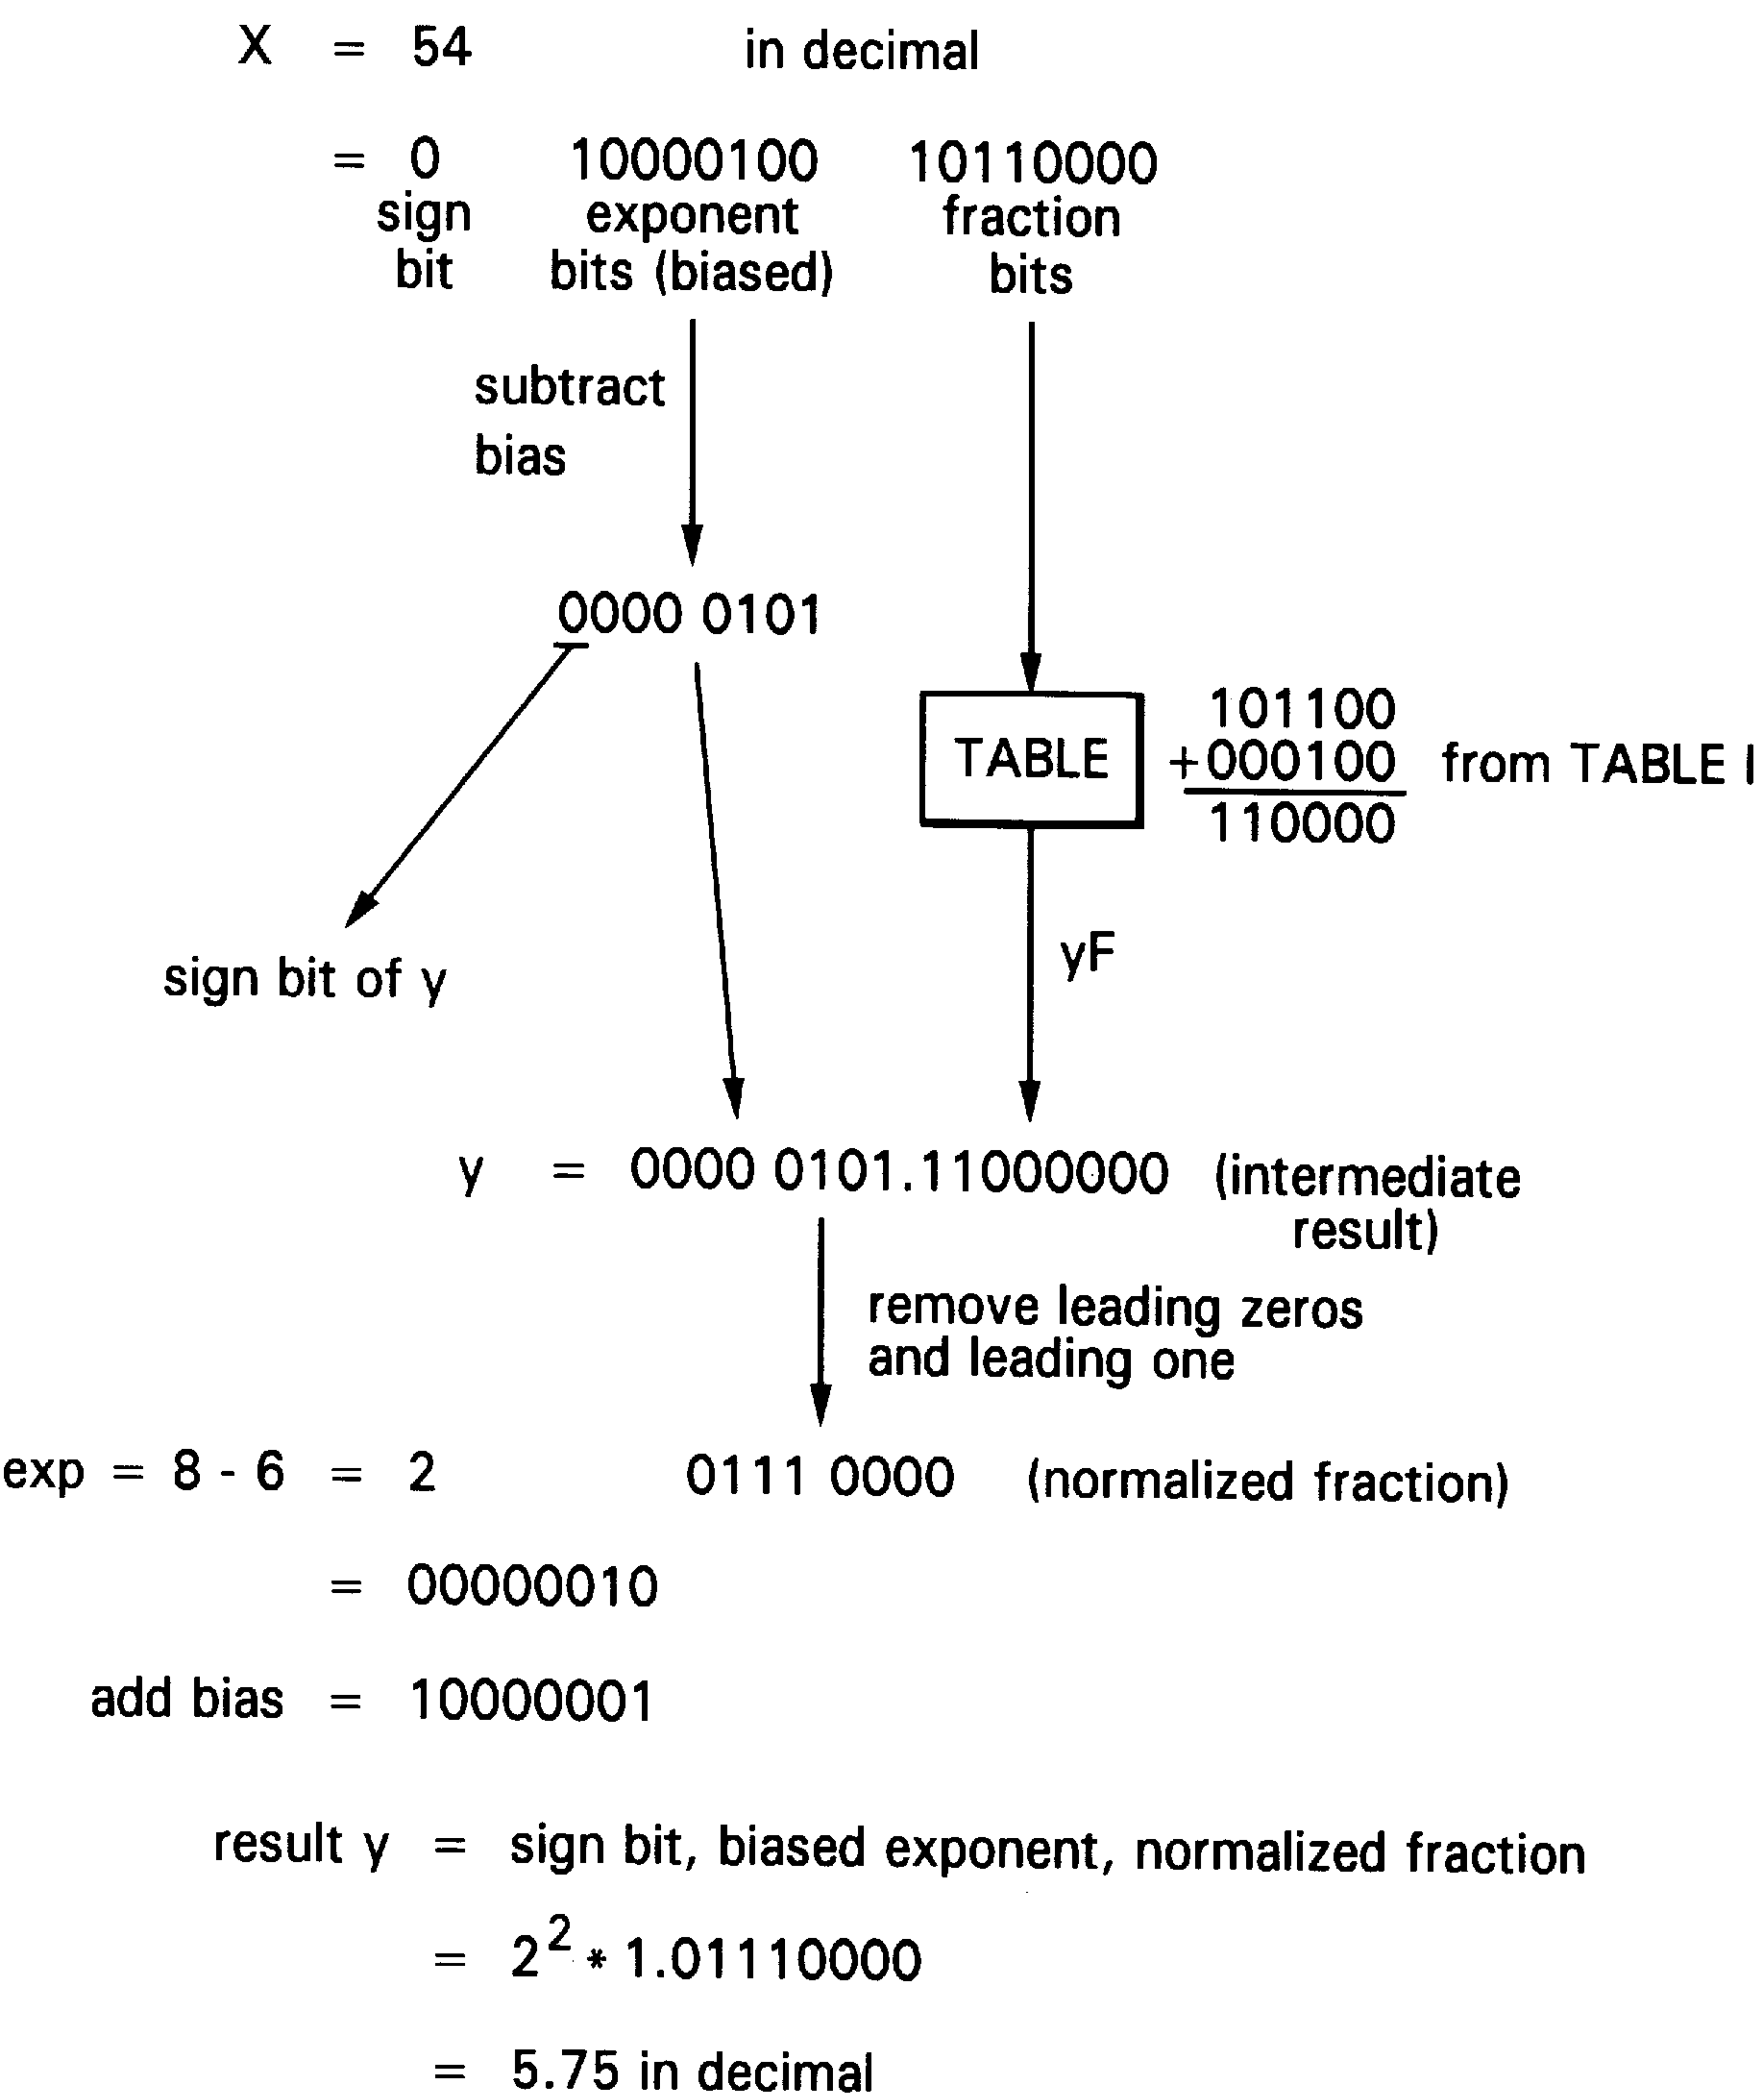 X = 54 in decimal
= 0 10000100 10110000
sign exponent fraction
bit bits (biased) bits
subtract
bias
0000 0101
101100
TABLE +000100 from TABLE I
110000
yF
sign bit of y
y = 0000 0101.11000000 (intermediate
result)
remove leading zeros
and leading one
exp = 8 - 6 = 2 0111 0000 (normalized fraction)
= 00000010
add bias = 10000001
result y = sign bit, biased exponent, normalized fraction
= 2² * 1.01110000
= 5.75 in decimal